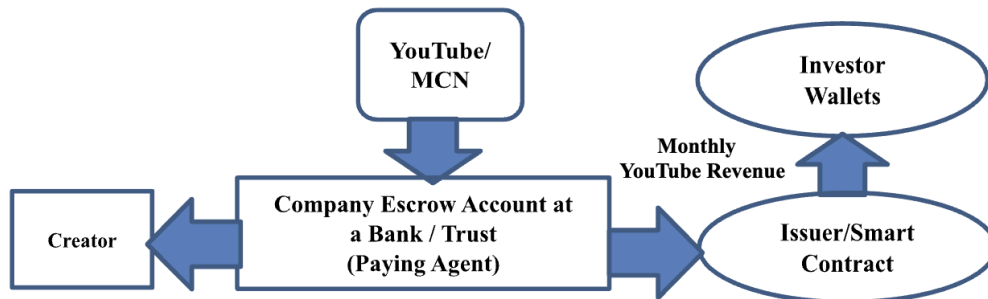 YouTube/
MCN
Investor
Wallets
Monthly
YouTube Revenue
Creator
Company Escrow Account at
a Bank / Trust
(Paying Agent)
Issuer/Smart
Contract